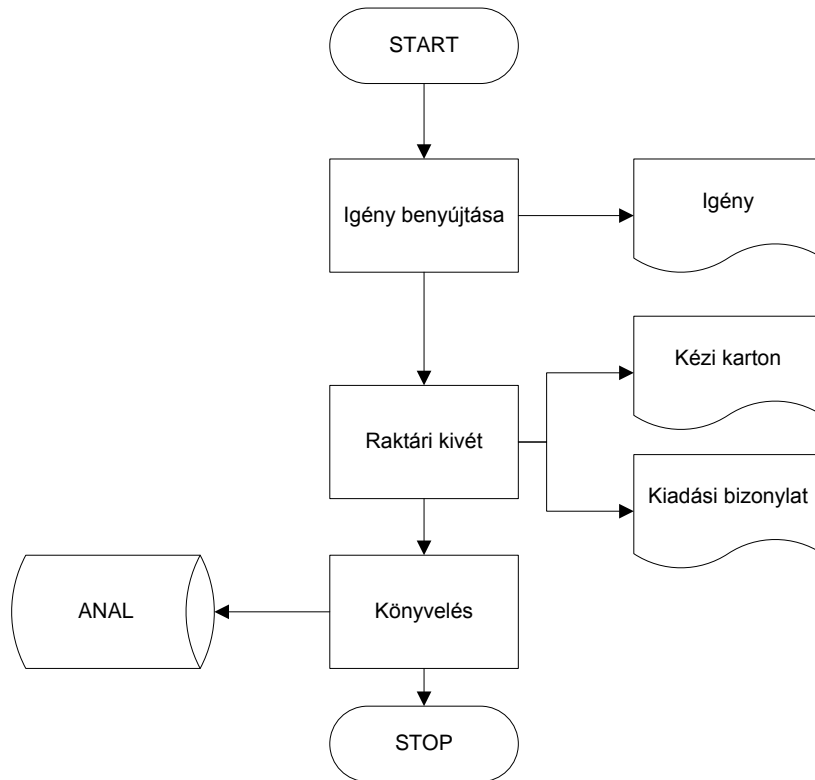 START
Igény benyújtása
Igény
Kézi karton
Raktári kivét
Kiadási bizonylat
ANAL
Könyvelés
STOP